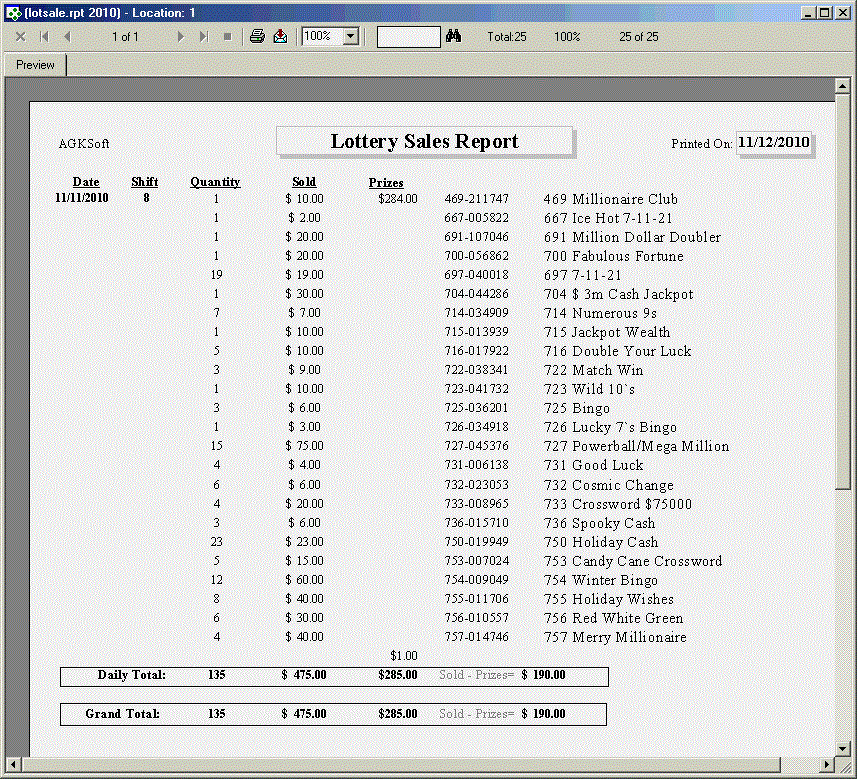 (lotsale.rpt 2010) - Location: 1
1 of 1 100% Total:25 100% 25 of 25
Preview
AGKSoft Lottery Sales Report Printed On: 11/12/2010
Date Shift Quantity Sold Prizes
11/11/2010 8 1 $ 10.00 $284.00 469-211747 469 Millionaire Club
1 $ 2.00 667-005822 667 Ice Hot 7-11-21
1 $ 20.00 691-107046 691 Million Dollar Doubler
1 $ 20.00 700-056862 700 Fabulous Fortune
19 $ 19.00 697-040018 697 7-11-21
1 $ 30.00 704-044286 704 $ 3m Cash Jackpot
7 $ 7.00 714-034909 714 Numerous 9s
1 $ 10.00 715-013939 715 Jackpot Wealth
5 $ 10.00 716-017922 716 Double Your Luck
3 $ 9.00 722-038341 722 Match Win
1 $ 10.00 723-041732 723 Wild 10`s
3 $ 6.00 725-036201 725 Bingo
1 $ 3.00 726-034918 726 Lucky 7`s Bingo
15 $ 75.00 727-045376 727 Powerball/Mega Million
4 $ 4.00 731-006138 731 Good Luck
6 $ 6.00 732-023053 732 Cosmic Change
4 $ 20.00 733-008965 733 Crossword $75000
3 $ 6.00 736-015710 736 Spooky Cash
23 $ 23.00 750-019949 750 Holiday Cash
5 $ 15.00 753-007024 753 Candy Cane Crossword
12 $ 60.00 754-009049 754 Winter Bingo
8 $ 40.00 755-011706 755 Holiday Wishes
6 $ 30.00 756-010557 756 Red White Green
4 $ 40.00 757-014746 757 Merry Millionaire
$1.00
Daily Total: 135 $ 475.00 $285.00 Sold - Prizes= $ 190.00
Grand Total: 135 $ 475.00 $285.00 Sold - Prizes= $ 190.00